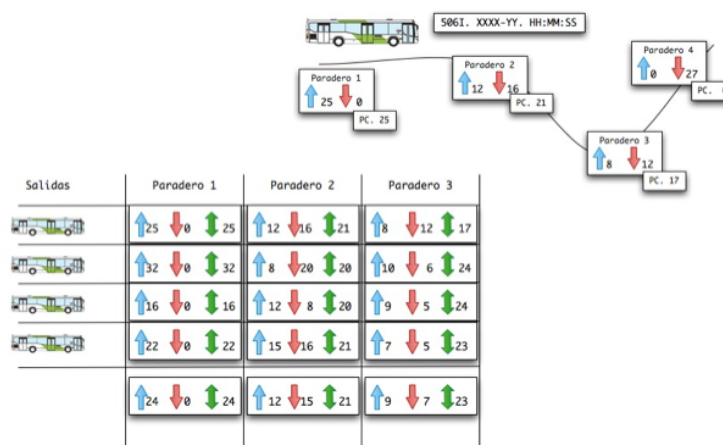 506I. XXXX-YY. HH:MM:SS
Paradero 1
25 0
PC. 25
Paradero 2
12 16
PC. 21
Paradero 3
8 12
PC. 17
Paradero 4
0 27
PC.
Salidas Paradero 1 Paradero 2 Paradero 3
25 0 25 12 16 21 8 12 17
32 0 32 8 20 20 10 6 24
16 0 16 12 8 20 9 5 24
22 0 22 15 16 21 7 5 23
24 0 24 12 15 21 9 7 23